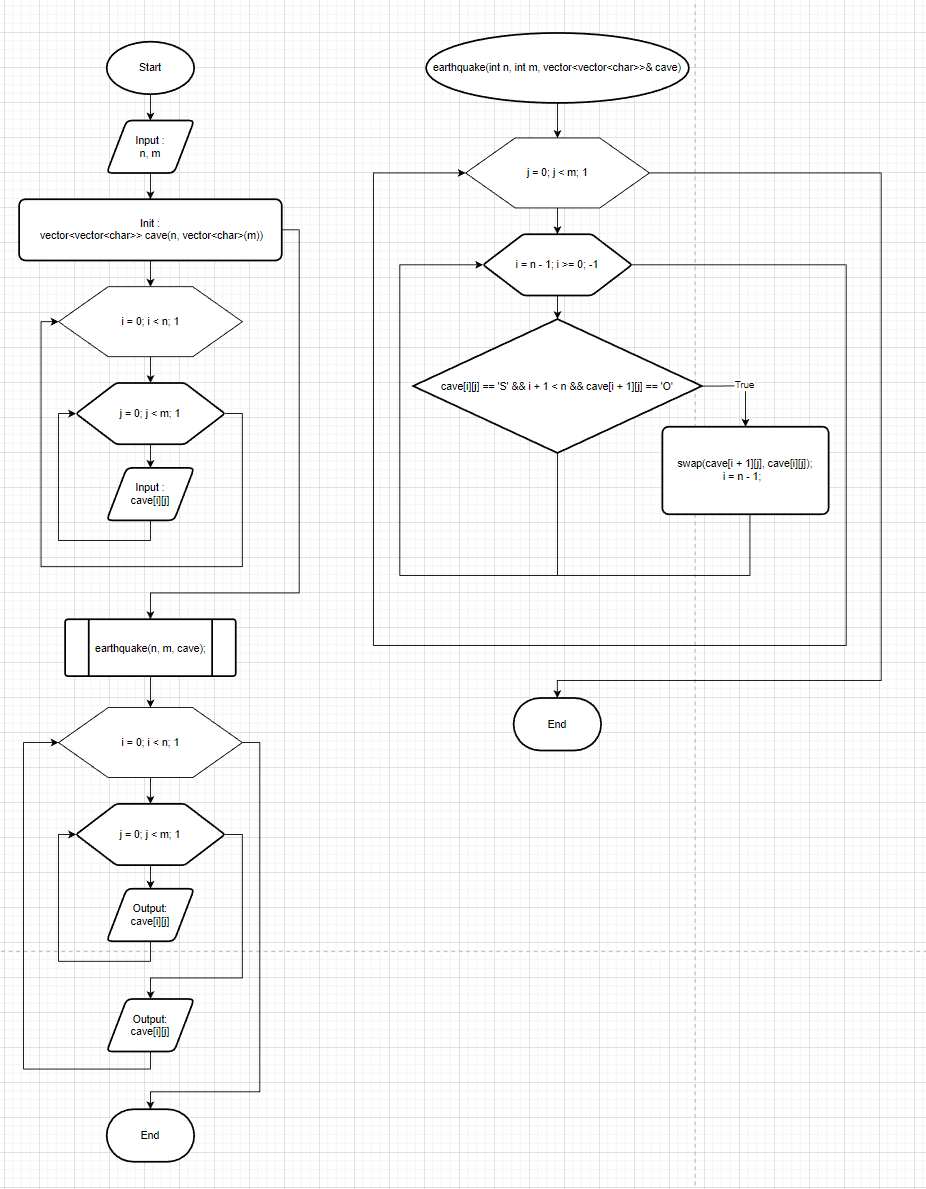 Start
Input :
n, m
Init :
vector<vector<char>> cave(n, vector<char>(m))
i = 0; i < n; 1
j = 0; j < m; 1
Input :
cave[i][j]
earthquake(n, m, cave);
i = 0; i < n; 1
j = 0; j < m; 1
Output:
cave[i][j]
Output:
cave[i][j]
End
earthquake(int n, int m, vector<vector<char>>& cave)
j = 0; j < m; 1
i = n - 1; i >= 0; -1
cave[i][j] == 'S' && i + 1 < n && cave[i + 1][j] == 'O'
True
swap(cave[i + 1][j], cave[i][j]);
i = n - 1;
End